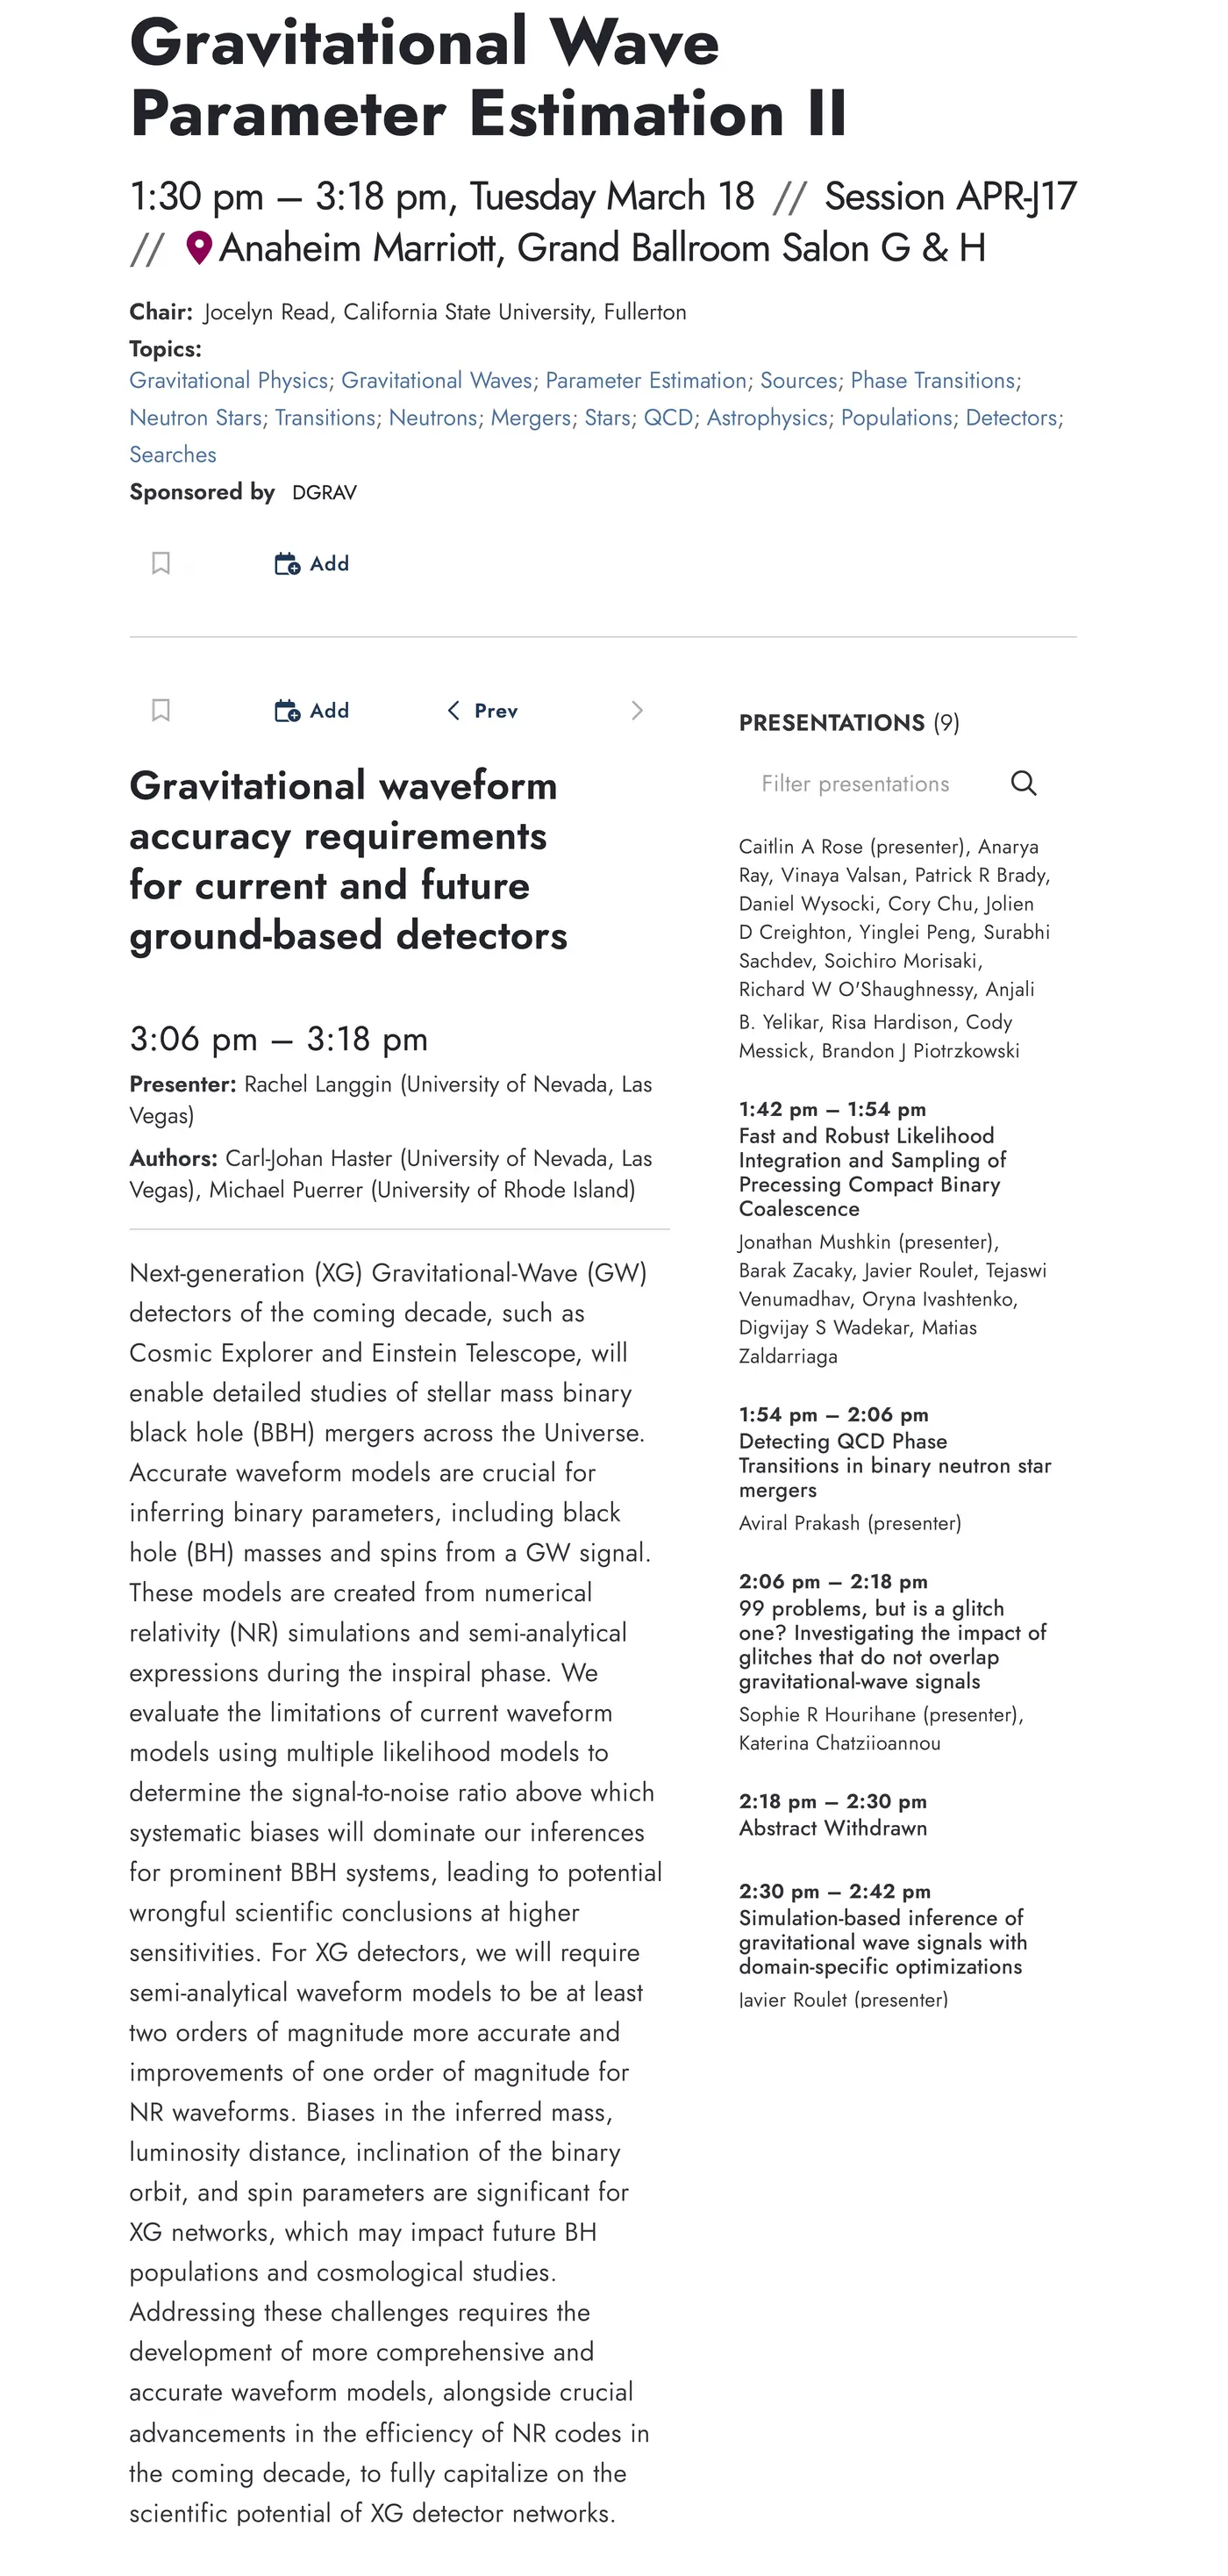 Gravitational Wave
Parameter Estimation II
1:30 pm – 3:18 pm, Tuesday March 18 // Session APR-J17
// Anaheim Marriott, Grand Ballroom Salon G & H
Chair: Jocelyn Read, California State University, Fullerton
Topics:
Gravitational Physics; Gravitational Waves; Parameter Estimation; Sources; Phase Transitions;
Neutron Stars; Transitions; Neutrons; Mergers; Stars; QCD; Astrophysics; Populations; Detectors;
Searches
Sponsored by DGRAV
Add
Add
Prev
Gravitational waveform
accuracy requirements
for current and future
ground-based detectors
3:06 pm – 3:18 pm
Presenter: Rachel Langgin (University of Nevada, Las
Vegas)
Authors: Carl-Johan Haster (University of Nevada, Las
Vegas), Michael Puerrer (University of Rhode Island)
Next-generation (XG) Gravitational-Wave (GW)
detectors of the coming decade, such as
Cosmic Explorer and Einstein Telescope, will
enable detailed studies of stellar mass binary
black hole (BBH) mergers across the Universe.
Accurate waveform models are crucial for
inferring binary parameters, including black
hole (BH) masses and spins from a GW signal.
These models are created from numerical
relativity (NR) simulations and semi-analytical
expressions during the inspiral phase. We
evaluate the limitations of current waveform
models using multiple likelihood models to
determine the signal-to-noise ratio above which
systematic biases will dominate our inferences
for prominent BBH systems, leading to potential
wrongful scientific conclusions at higher
sensitivities. For XG detectors, we will require
semi-analytical waveform models to be at least
two orders of magnitude more accurate and
improvements of one order of magnitude for
NR waveforms. Biases in the inferred mass,
luminosity distance, inclination of the binary
orbit, and spin parameters are significant for
XG networks, which may impact future BH
populations and cosmological studies.
Addressing these challenges requires the
development of more comprehensive and
accurate waveform models, alongside crucial
advancements in the efficiency of NR codes in
the coming decade, to fully capitalize on the
scientific potential of XG detector networks.
PRESENTATIONS (9)
Filter presentations
Caitlin A Rose (presenter), Anarya
Ray, Vinaya Valsan, Patrick R Brady,
Daniel Wysocki, Cory Chu, Jolien
D Creighton, Yinglei Peng, Surabhi
Sachdev, Soichiro Morisaki,
Richard W O'Shaughnessy, Anjali
B. Yelikar, Risa Hardison, Cody
Messick, Brandon J Piotrzkowski
1:42 pm – 1:54 pm
Fast and Robust Likelihood
Integration and Sampling of
Precessing Compact Binary
Coalescence
Jonathan Mushkin (presenter),
Barak Zacaky, Javier Roulet, Tejaswi
Venumadhav, Oryna Ivashtenko,
Digvijay S Wadekar, Matias
Zaldarriaga
1:54 pm – 2:06 pm
Detecting QCD Phase
Transitions in binary neutron star
mergers
Aviral Prakash (presenter)
2:06 pm – 2:18 pm
99 problems, but is a glitch
one? Investigating the impact of
glitches that do not overlap
gravitational-wave signals
Sophie R Hourihane (presenter),
Katerina Chatziioannou
2:18 pm – 2:30 pm
Abstract Withdrawn
2:30 pm – 2:42 pm
Simulation-based inference of
gravitational wave signals with
domain-specific optimizations
Javier Roulet (presenter)